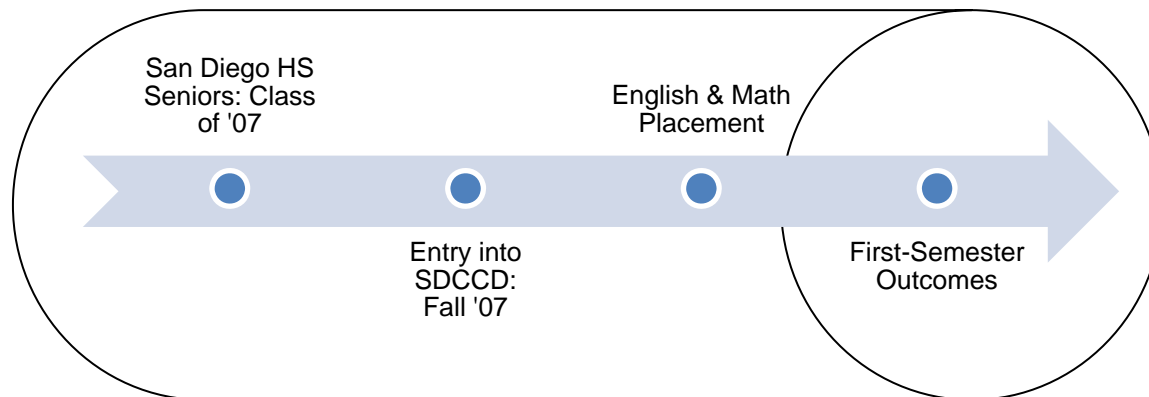 San Diego HS
Seniors: Class
of '07
Entry into
SDCCD:
Fall '07
English & Math
Placement
First-Semester
Outcomes